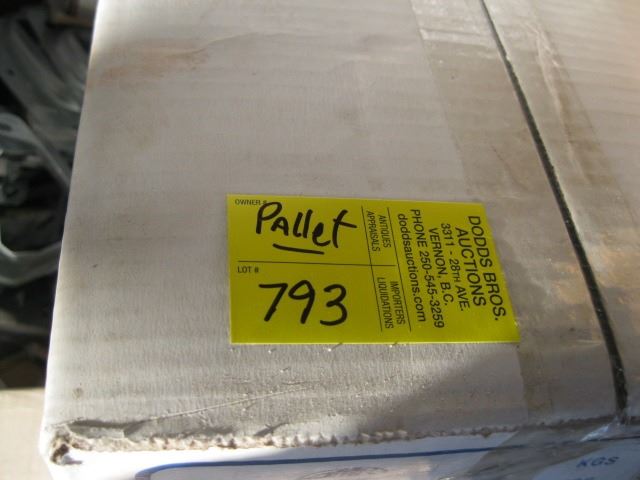 OWNER #
Pallet
LOT #
793
ANTIQUES
APPRAISALS
IMPORTERS
LIQUIDATIONS
DODDS BROS.
AUCTIONS
3311 - 28TH AVE.
VERNON, B.C.
PHONE 250-545-3259
doddsauctions.com
KGS